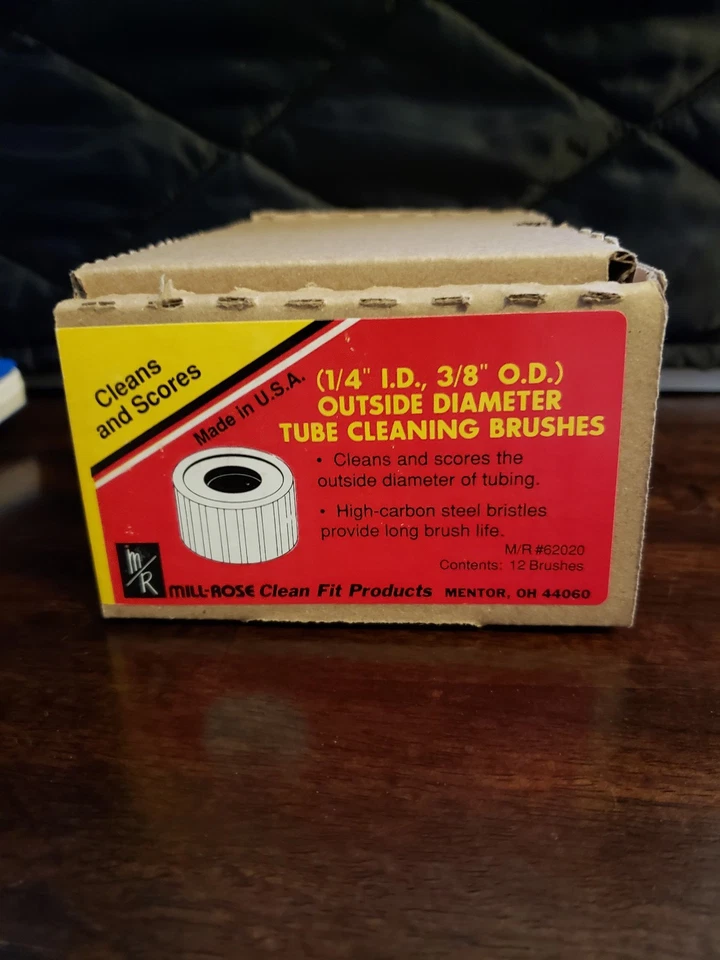 Cleans
and Scores
Made in U.S.A.
(1/4" I.D., 3/8" O.D.)
OUTSIDE DIAMETER
TUBE CLEANING BRUSHES
• Cleans and scores the
outside diameter of tubing.
• High-carbon steel bristles
provide long brush life.
M/R #62020
Contents: 12 Brushes
m/R
MILL-ROSE Clean Fit Products MENTOR, OH 44060